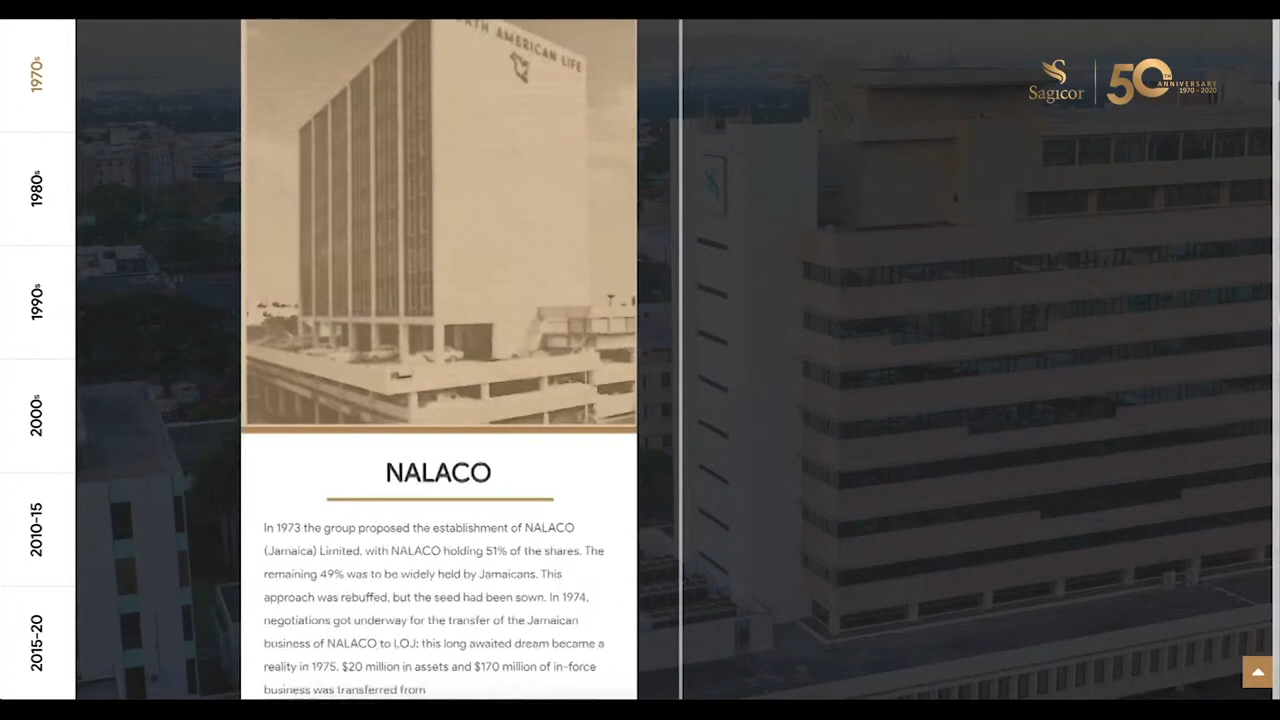 1970s
1980s
1990s
2000s
2010-15
2015-20
NORTH AMERICAN LIFE
Sagicor
50TH
ANNIVERSARY
1970 - 2020
NALACO
In 1973 the group proposed the establishment of NALACO
(Jamaica) Limited, with NALACO holding 51% of the shares. The
remaining 49% was to be widely held by Jamaicans. This
approach was rebuffed, but the seed had been sown. In 1974,
negotiations got underway for the transfer of the Jamaican
business of NALACO to LOJ: this long awaited dream became a
reality in 1975. $20 million in assets and $170 million of in-force
business was transferred from